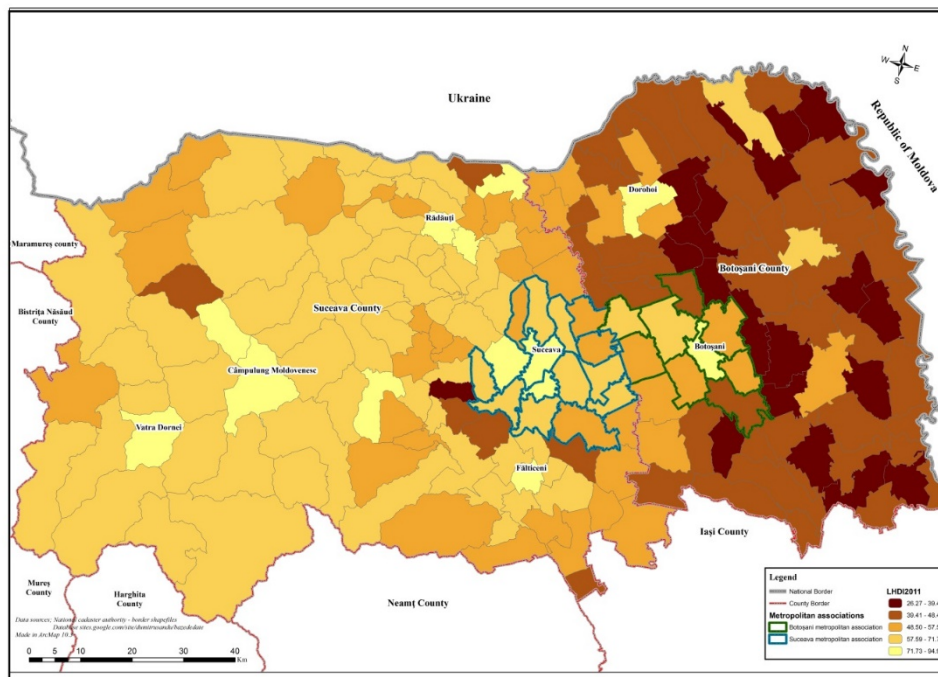 Ukraine
N
W
E
S
Republic of Moldova
Dorohoi
Rădăuți
Maramureș county
Botoșani County
Suceava County
Bistrița Năsăud
County
Suceava
Botoșani
Câmpulung Moldovenesc
Vatra Dornei
Fălticeni
Iași County
Mureș
County
Harghita
County
Neamț County
Legend
National Border
County Border
Metropolitan associations
Botoșani metropolitan association
Suceava metropolitan association
LHDI2011
26.27 - 39.4
39.41 - 48.4
48.50 - 57.5
57.59 - 71.7
71.73 - 94.9
Data sources: National cadaster authority - border shapefiles
Made in ArcMap 10.
0 5 10 20 30 40
Km